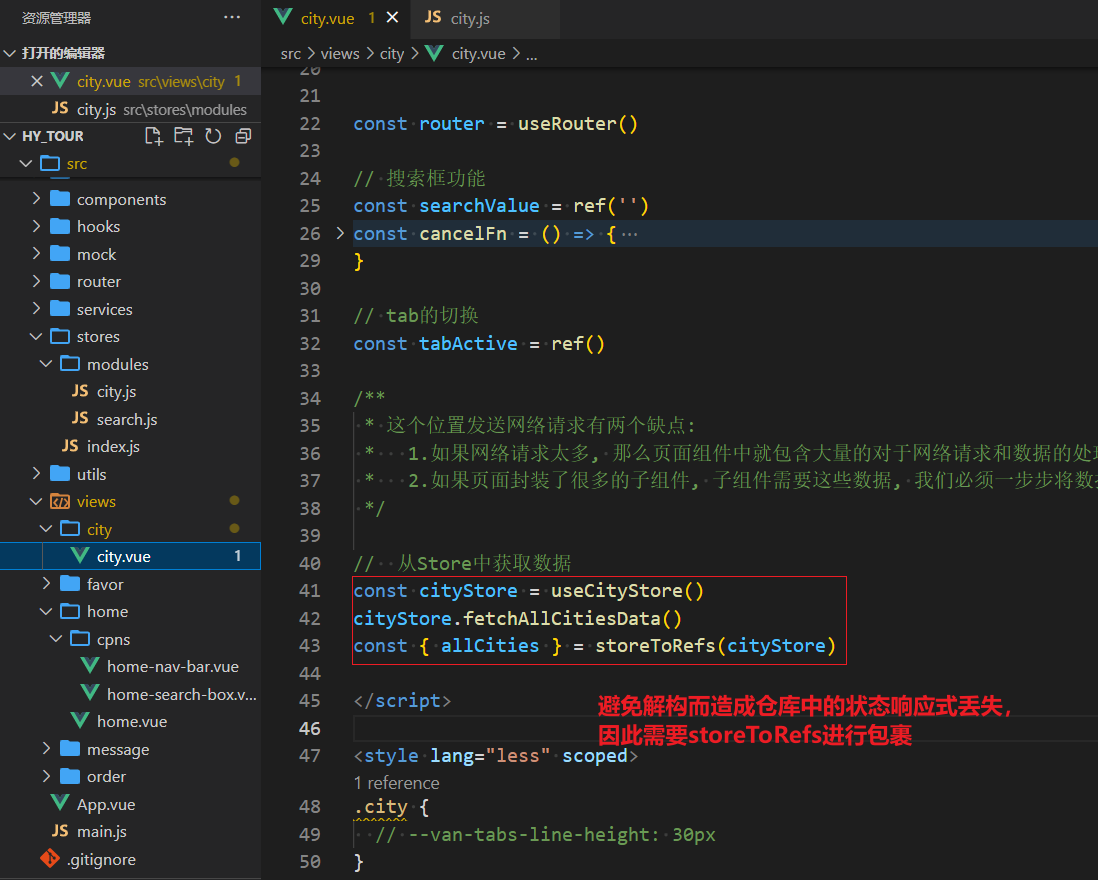 资源管理器
···
打开的编辑器
city.vue src\views\city 1
city.js src\stores\modules
HY_TOUR
src
components
hooks
mock
router
services
stores
modules
city.js
search.js
index.js
utils
views
city
city.vue 1
favor
home
cpns
home-nav-bar.vue
home-search-box.v...
home.vue
message
order
App.vue
main.js
.gitignore
city.vue 1
city.js
src > views > city > city.vue > ...
20
21
22 const router = useRouter()
23
24 // 搜索框功能
25 const searchValue = ref('')
26 const cancelFn = () => { ···
29 }
30
31 // tab的切换
32 const tabActive = ref()
33
34 /**
35 * 这个位置发送网络请求有两个缺点:
36 * 1.如果网络请求太多, 那么页面组件中就包含大量的对于网络请求和数据的处
37 * 2.如果页面封装了很多的子组件, 子组件需要这些数据, 我们必须一步步将数
38 */
39
40 // 从Store中获取数据
41 const cityStore = useCityStore()
42 cityStore.fetchAllCitiesData()
43 const { allCities } = storeToRefs(cityStore)
44
45 </script>
避免解构而造成仓库中的状态响应式丢失,
46
因此需要storeToRefs进行包裹
47 <style lang="less" scoped>
1 reference
48 .city {
49 // --van-tabs-line-height: 30px
50 }